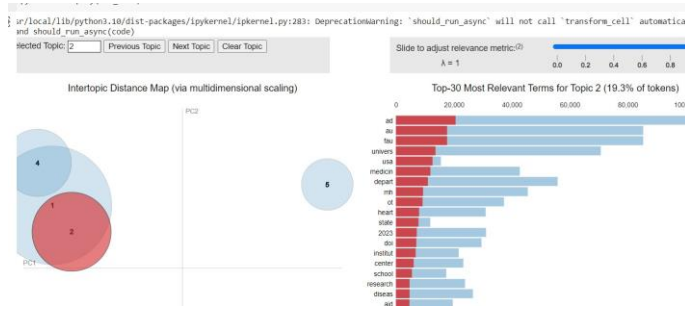 /usr/local/lib/python3.10/dist-packages/ipykernel/ipkernel.py:283: DeprecationWarning: `should_run_async` will not call `transform_cell` automatica
and should_run_async(code)
elected Topic: 2 Previous Topic Next Topic Clear Topic
Slide to adjust relevance metric:(2)
λ = 1
0.0 0.2 0.4 0.6 0.8
Intertopic Distance Map (via multidimensional scaling)
PC2
4
1
2
5
PC1
Top-30 Most Relevant Terms for Topic 2 (19.3% of tokens)
0 20,000 40,000 60,000 80,000 100
ad
au
fau
univers
usa
medicin
depart
mh
ot
heart
state
2023
doi
institut
center
school
research
diseas
aid